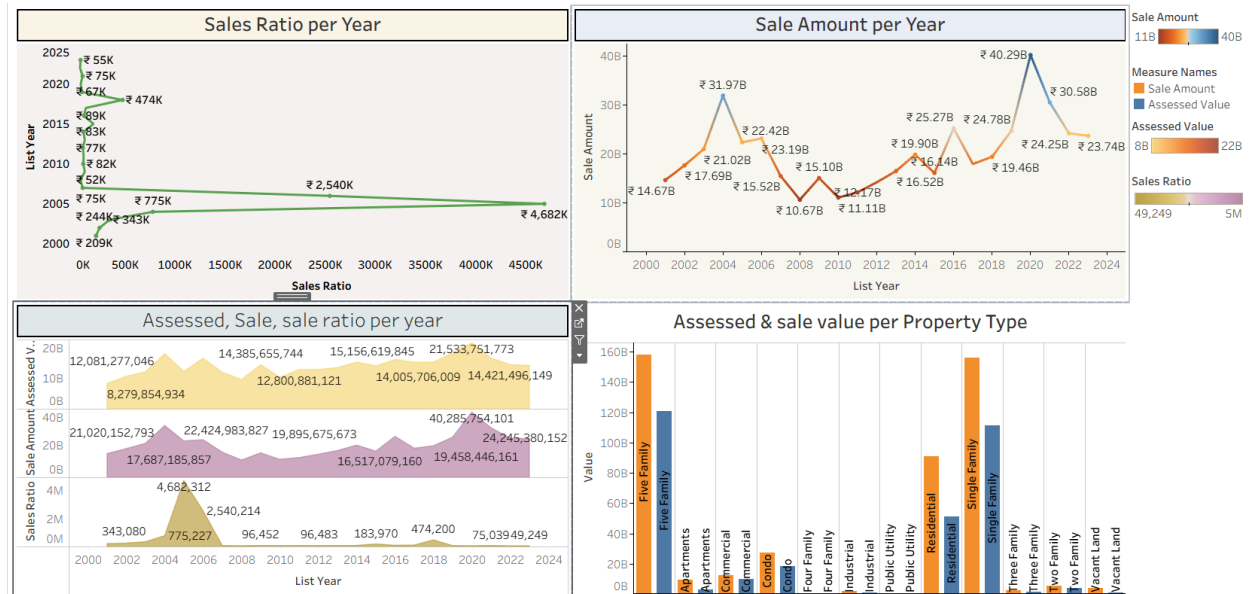 Sales Ratio per Year
2025
2020
2015
2010
2005
2000
List Year
₹ 55K
₹ 75K
₹ 67K
₹ 474K
₹ 89K
₹ 83K
₹ 77K
₹ 82K
₹ 52K
₹ 75K
₹ 2,540K
₹ 775K
₹ 4,682K
₹ 244K
₹ 343K
₹ 209K
0K 500K 1000K 1500K 2000K 2500K 3000K 3500K 4000K 4500K
Sales Ratio
Sale Amount per Year
40B
30B
20B
10B
0B
Sale Amount
₹ 40.29B
₹ 31.97B
₹ 30.58B
₹ 25.27B
₹ 24.78B
₹ 22.42B
₹ 23.19B
₹ 19.90B
₹ 24.25B
₹ 23.74B
₹ 21.02B
₹ 17.69B
₹ 15.10B
₹ 16.14B
₹ 19.46B
₹ 14.67B
₹ 15.52B
₹ 12.17B
₹ 16.52B
₹ 10.67B
₹ 11.11B
2000 2002 2004 2006 2008 2010 2012 2014 2016 2018 2020 2022 2024
List Year
Sale Amount
11B 40B
Measure Names
Sale Amount
Assessed Value
Assessed Value
8B 22B
Sales Ratio
49,249 5M
Assessed, Sale, sale ratio per year
Assessed V..
20B
10B
0B
12,081,277,046
8,279,854,934
14,385,655,744
12,800,881,121
15,156,619,845
14,005,706,009
21,533,751,773
14,421,496,149
Sale Amount
40B
20B
0B
21,020,152,793
17,687,185,857
22,424,983,827
19,895,675,673
16,517,079,160
40,285,754,101
19,458,446,161
24,245,380,152
Sales Ratio
4M
2M
0M
343,080
4,682,312
775,227
2,540,214
96,452
96,483
183,970
474,200
75,039
49,249
2000 2002 2004 2006 2008 2010 2012 2014 2016 2018 2020 2022 2024
List Year
Assessed & sale value per Property Type
160B
140B
120B
100B
80B
60B
40B
20B
0B
Value
Five Family
Five Family
Apartments
Apartments
Commercial
Commercial
Condo
Condo
Four Family
Four Family
Industrial
Industrial
Public Utility
Public Utility
Residential
Residential
Single Family
Single Family
Three Family
Three Family
Two Family
Two Family
Vacant Land
Vacant Land